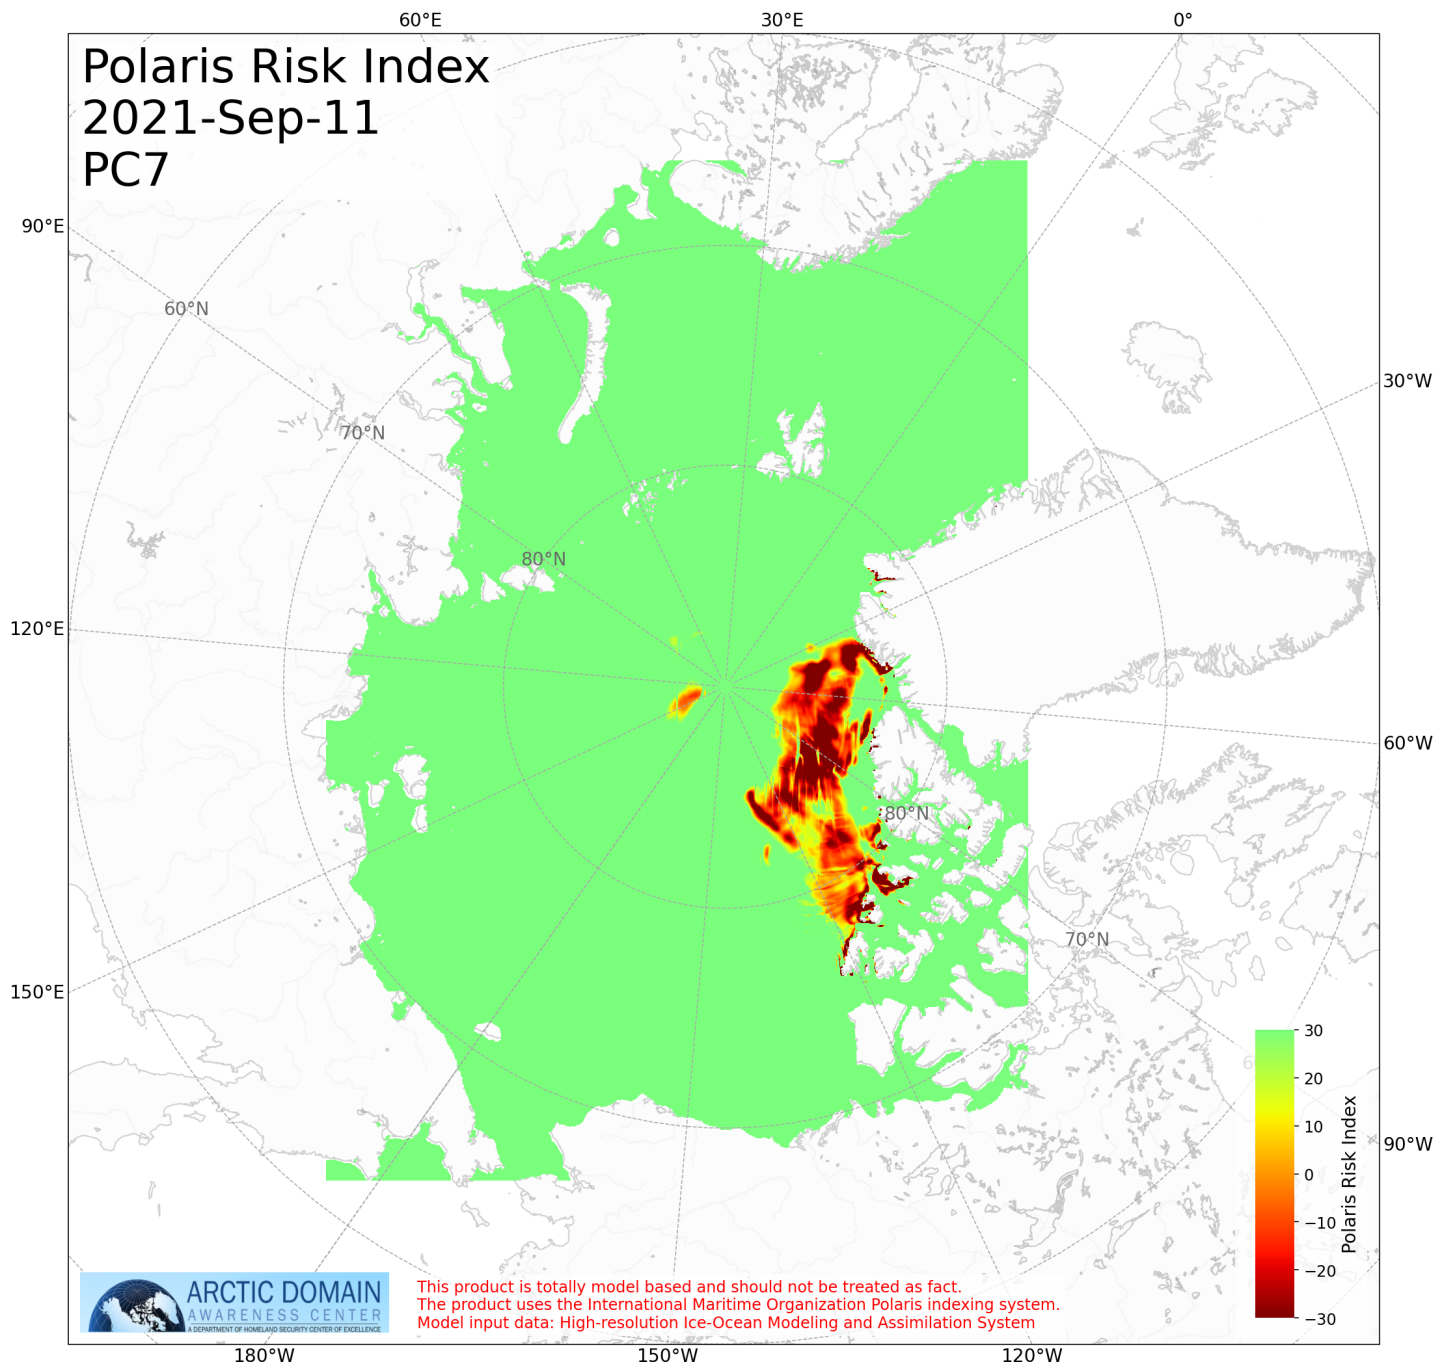 60°E 30°E 0°
Polaris Risk Index
2021-Sep-11
PC7
90°E
60°N
30°W
70°N
80°N
120°E
60°W
80°N
70°N
150°E
30
20
10
0
−10
−20
−30
Polaris Risk Index
90°W
ARCTIC DOMAIN
AWARENESS CENTER
A DEPARTMENT OF HOMELAND SECURITY CENTER OF EXCELLENCE
This product is totally model based and should not be treated as fact.
The product uses the International Maritime Organization Polaris indexing system.
Model input data: High-resolution Ice-Ocean Modeling and Assimilation System
180°W 150°W 120°W